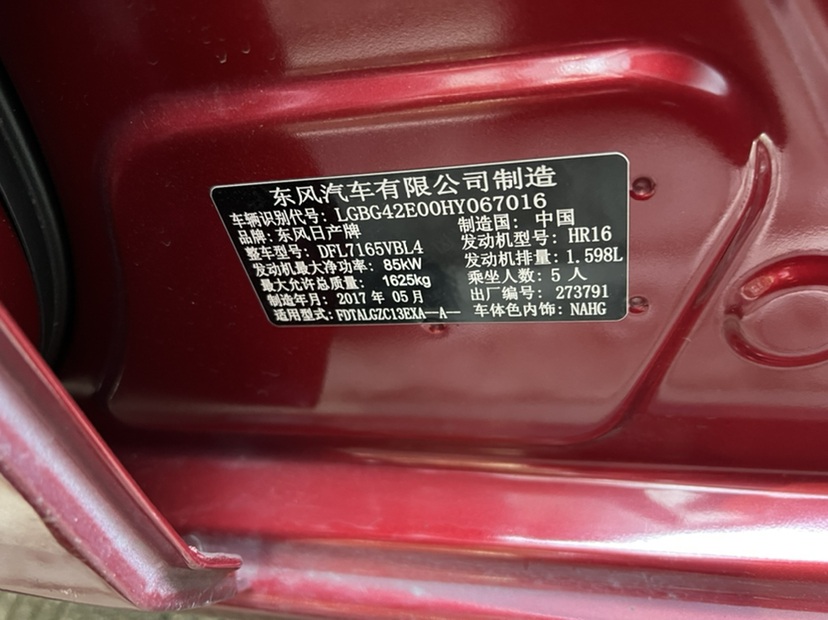 东风汽车有限公司制造
车辆识别代号: LGBG42E00HY067016
品牌: 东风日产牌 制造国: 中国
整车型号: DFL7165VBL4 发动机型号: HR16
发动机最大净功率: 85kW 发动机排量: 1.598L
最大允许总质量: 1625kg 乘坐人数: 5 人
制造年月: 2017 年 05 月 出厂编号: 273791
适用型式: FDTALGZC13EXA—A— 车体色内饰: NAHG